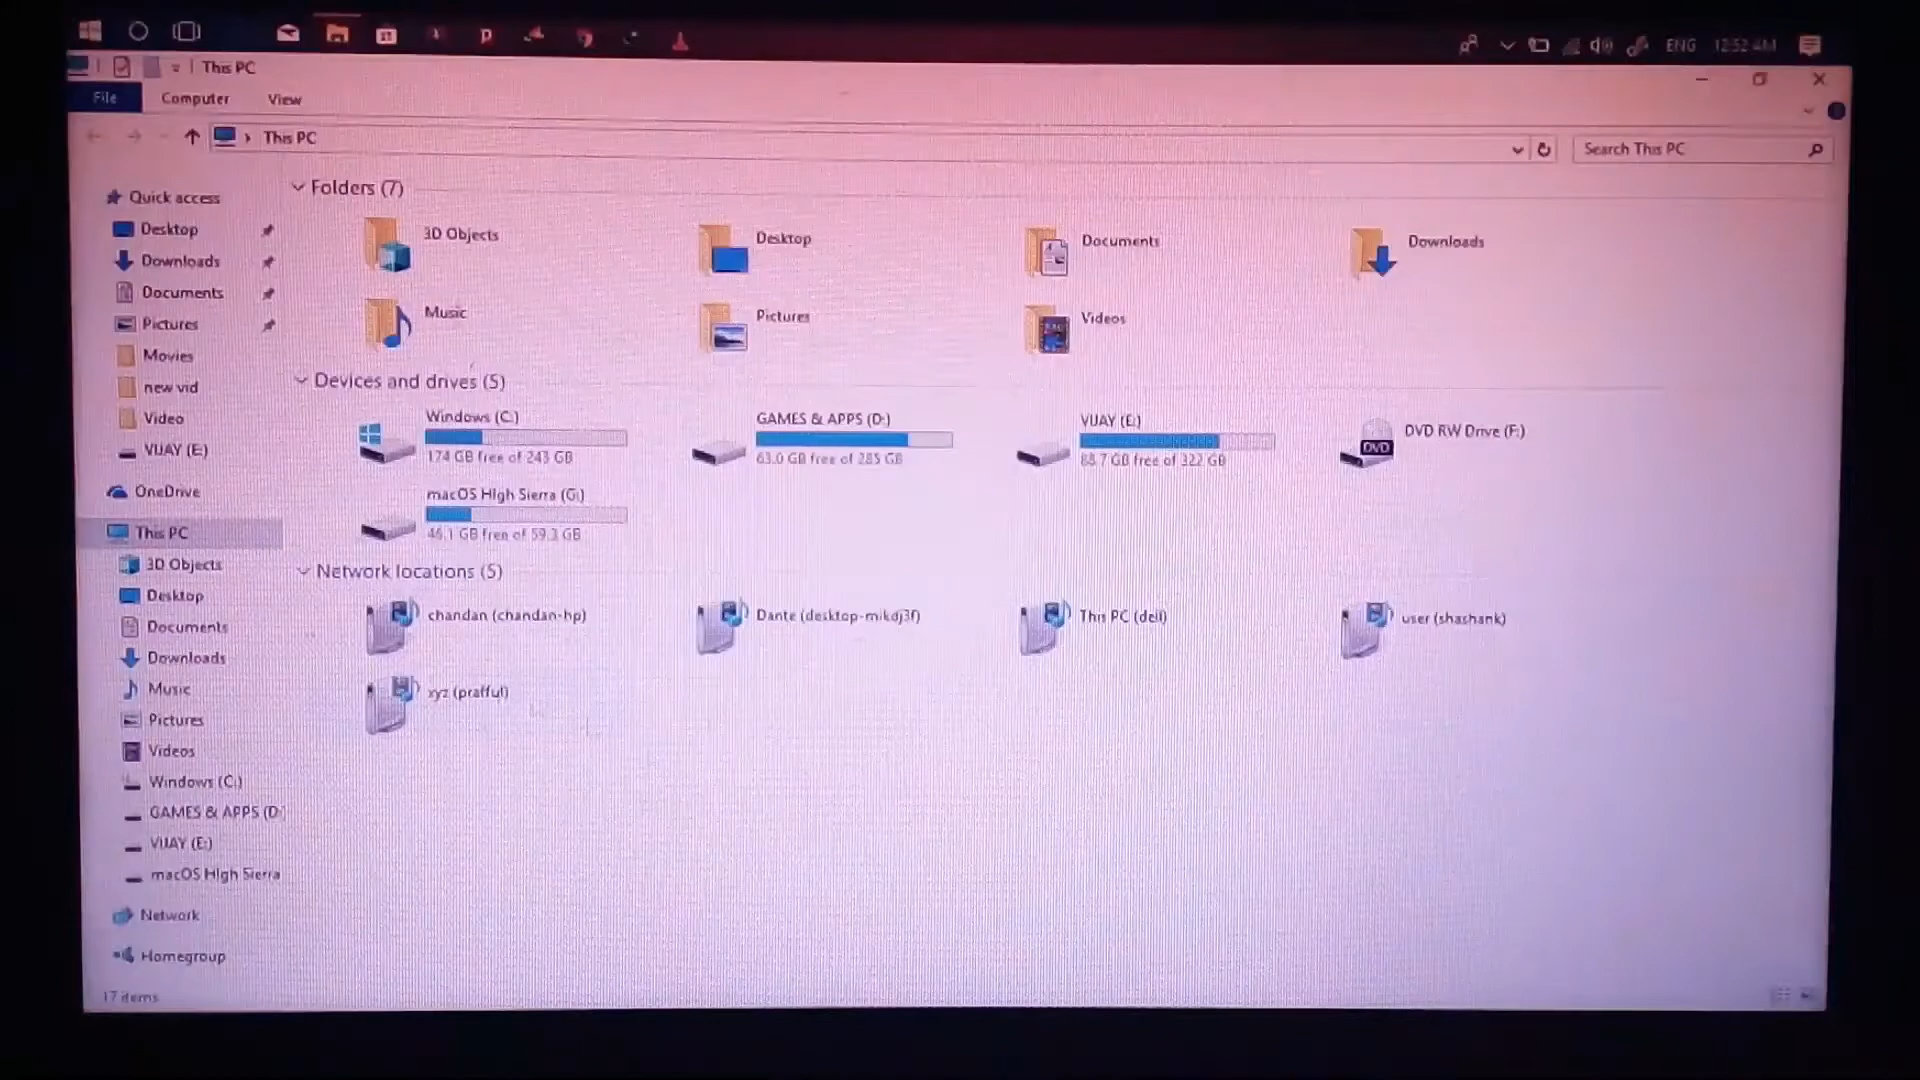 ENG 12:52 AM
This PC
File Computer View
This PC
Search This PC
Quick access
Desktop
Downloads
Documents
Pictures
Movies
new vid
Video
VIJAY (E:)
OneDrive
This PC
3D Objects
Desktop
Documents
Downloads
Music
Pictures
Videos
Windows (C:)
GAMES & APPS (D:
VIJAY (E:)
macOS HIgh Sierra
Network
Homegroup
Folders (7)
3D Objects
Desktop
Documents
Downloads
Music
Pictures
Videos
Devices and drives (5)
Windows (C:)
174 GB free of 243 GB
GAMES & APPS (D:)
63.0 GB free of 285 GB
VIJAY (E:)
88.7 GB free of 322 GB
DVD RW Drive (F:)
DVD
macOS HIgh Sierra (G:)
46.1 GB free of 59.3 GB
Network locations (5)
chandan (chandan-hp)
Dante (desktop-mikdj3f)
This PC (dell)
user (shashank)
xyz (prafful)
17 items